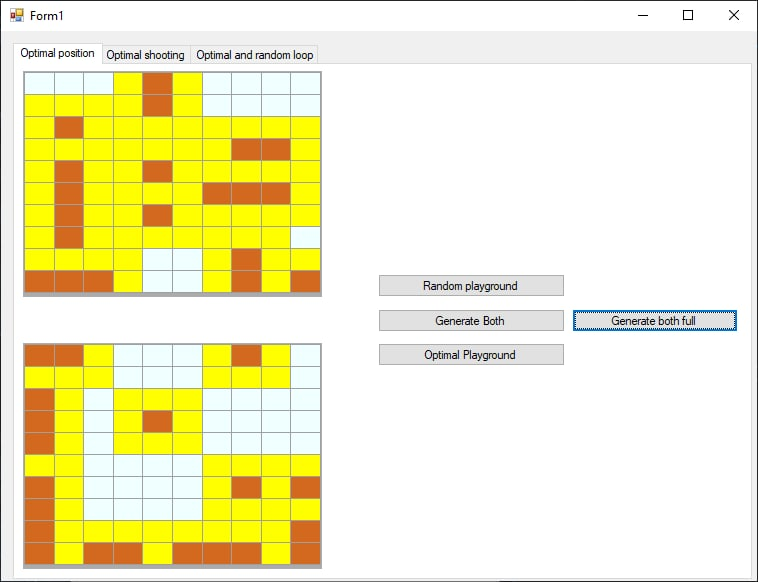 Form1
Optimal position
Optimal shooting
Optimal and random loop
Random playground
Generate Both
Generate both full
Optimal Playground